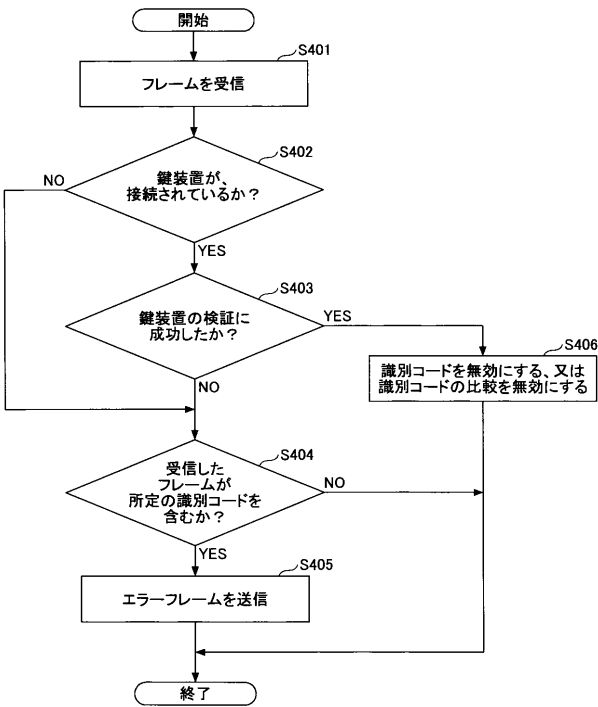 開始
S401
フレームを受信
S402
鍵装置が、
接続されているか？
NO
YES
S403
鍵装置の検証に
成功したか？
YES
NO
S406
識別コードを無効にする、又は
識別コードの比較を無効にする
S404
受信した
フレームが
所定の識別コードを
含むか？
NO
YES
S405
エラーフレームを送信
終了